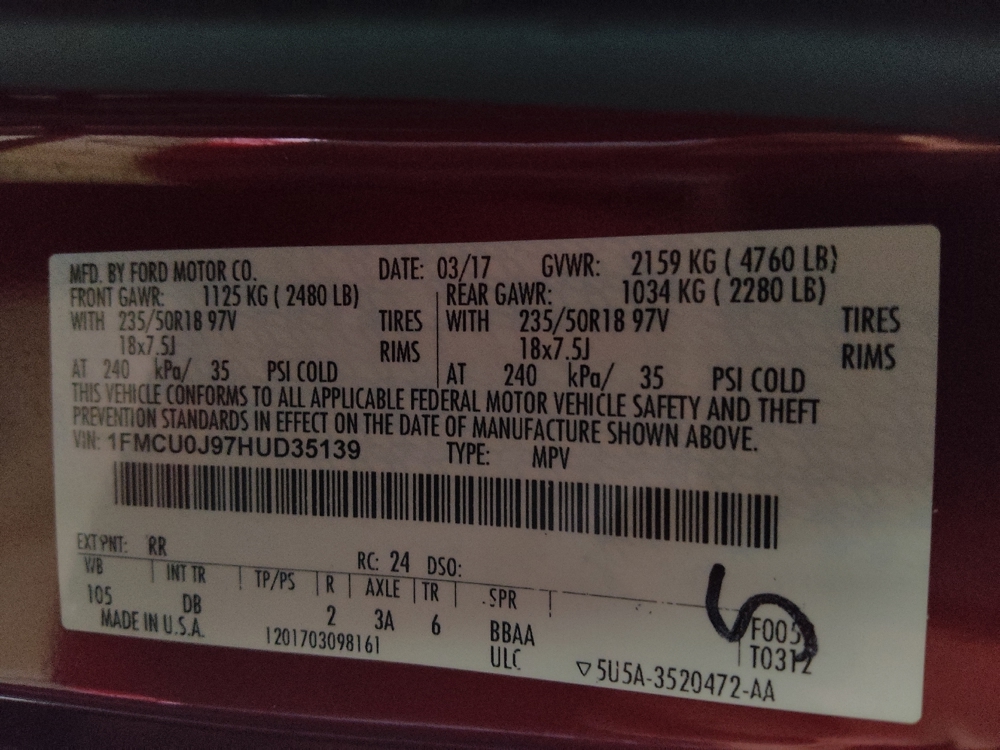 MFD. BY FORD MOTOR CO. DATE: 03/17 GVWR: 2159 KG ( 4760 LB)
FRONT GAWR: 1125 KG ( 2480 LB) REAR GAWR: 1034 KG ( 2280 LB)
WITH 235/50R18 97V TIRES WITH 235/50R18 97V TIRES
18x7.5J RIMS 18x7.5J RIMS
AT 240 kPa/ 35 PSI COLD AT 240 kPa/ 35 PSI COLD
THIS VEHICLE CONFORMS TO ALL APPLICABLE FEDERAL MOTOR VEHICLE SAFETY AND THEFT
PREVENTION STANDARDS IN EFFECT ON THE DATE OF MANUFACTURE SHOWN ABOVE.
VIN: 1FMCU0J97HUD35139 TYPE: MPV
EXT PNT: RR RC: 24 DSO:
WB INT TR TP/PS R AXLE TR SPR
105 DB 2 3A 6 BBAA F005
MADE IN U.S.A. 1201703098161 ULC T0312
▽5U5A-3520472-AA